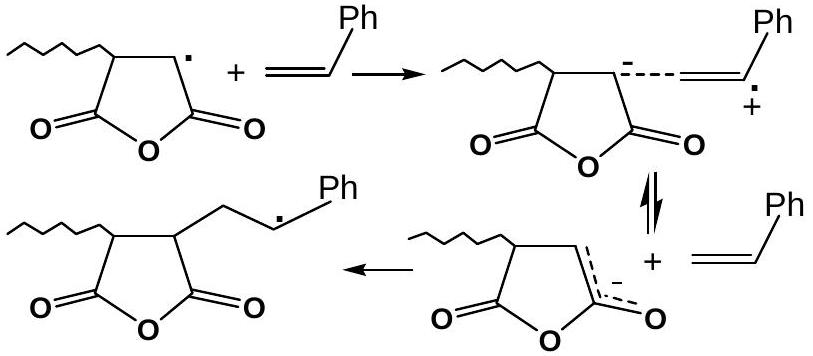 Ph
• + Ph
O O O
- • +
O O O
Ph
• Ph
O O O
+ -
O O